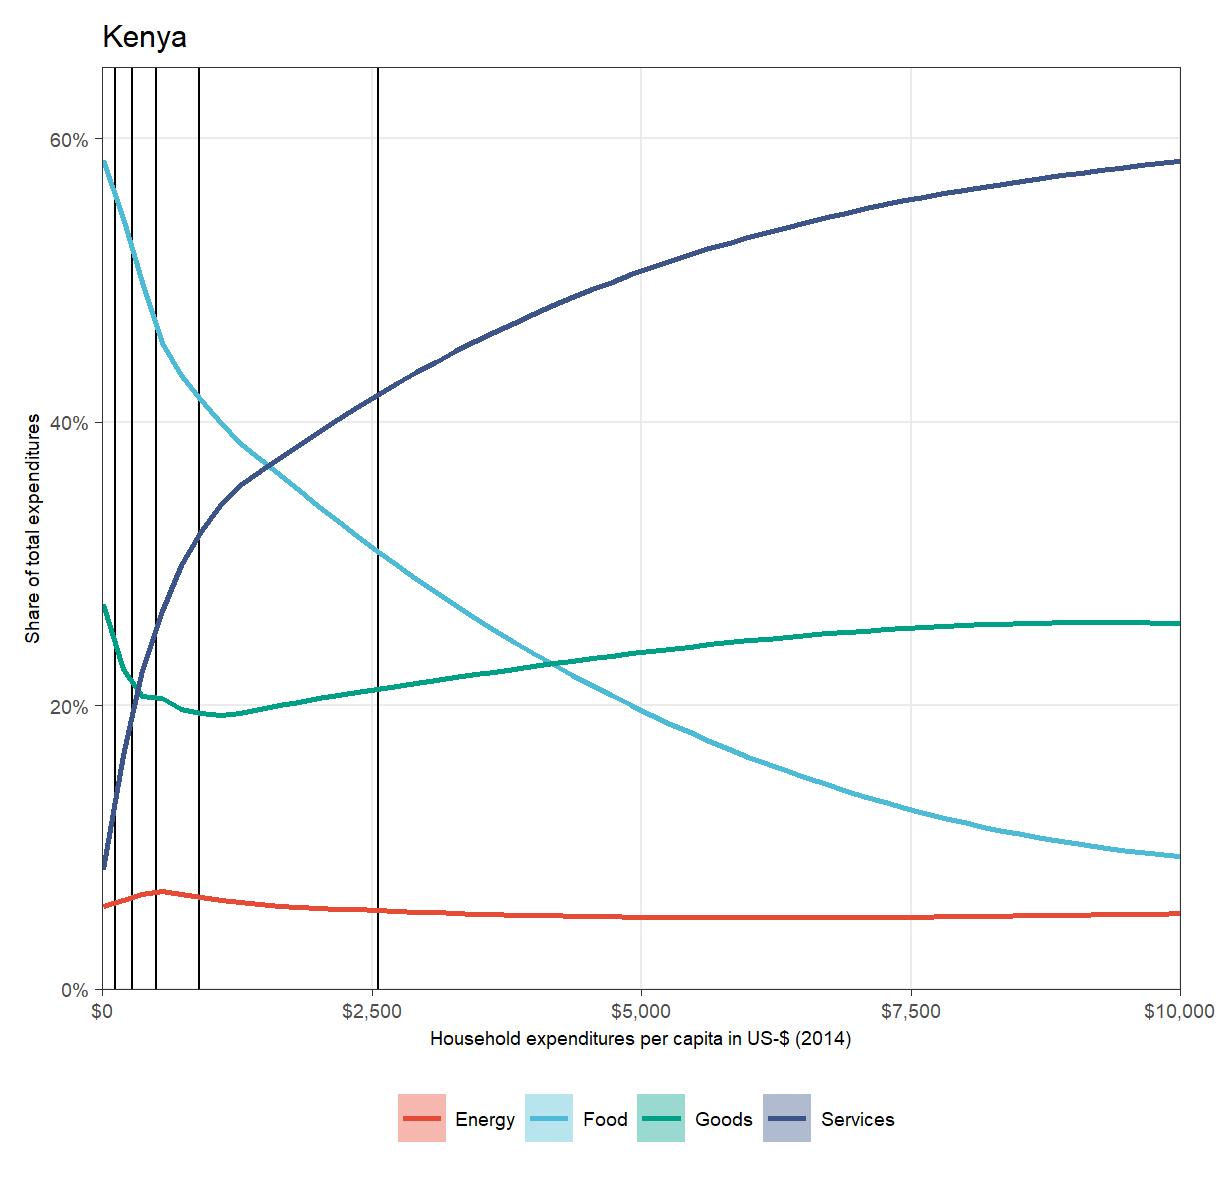 Kenya
60%
40%
20%
0%
Share of total expenditures
$0 $2,500 $5,000 $7,500 $10,000
Household expenditures per capita in US-$ (2014)
Energy Food Goods Services